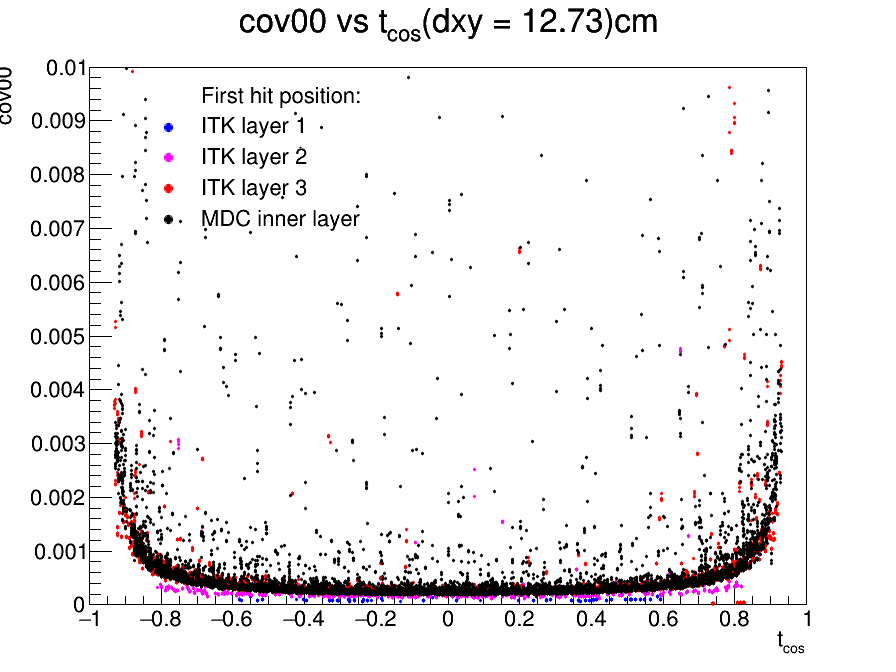 cov00 vs t_cos(dxy = 12.73)cm
cov00
First hit position:
ITK layer 1
ITK layer 2
ITK layer 3
MDC inner layer
0.01
0.009
0.008
0.007
0.006
0.005
0.004
0.003
0.002
0.001
0
−1 −0.8 −0.6 −0.4 −0.2 0 0.2 0.4 0.6 0.8 1
t_cos